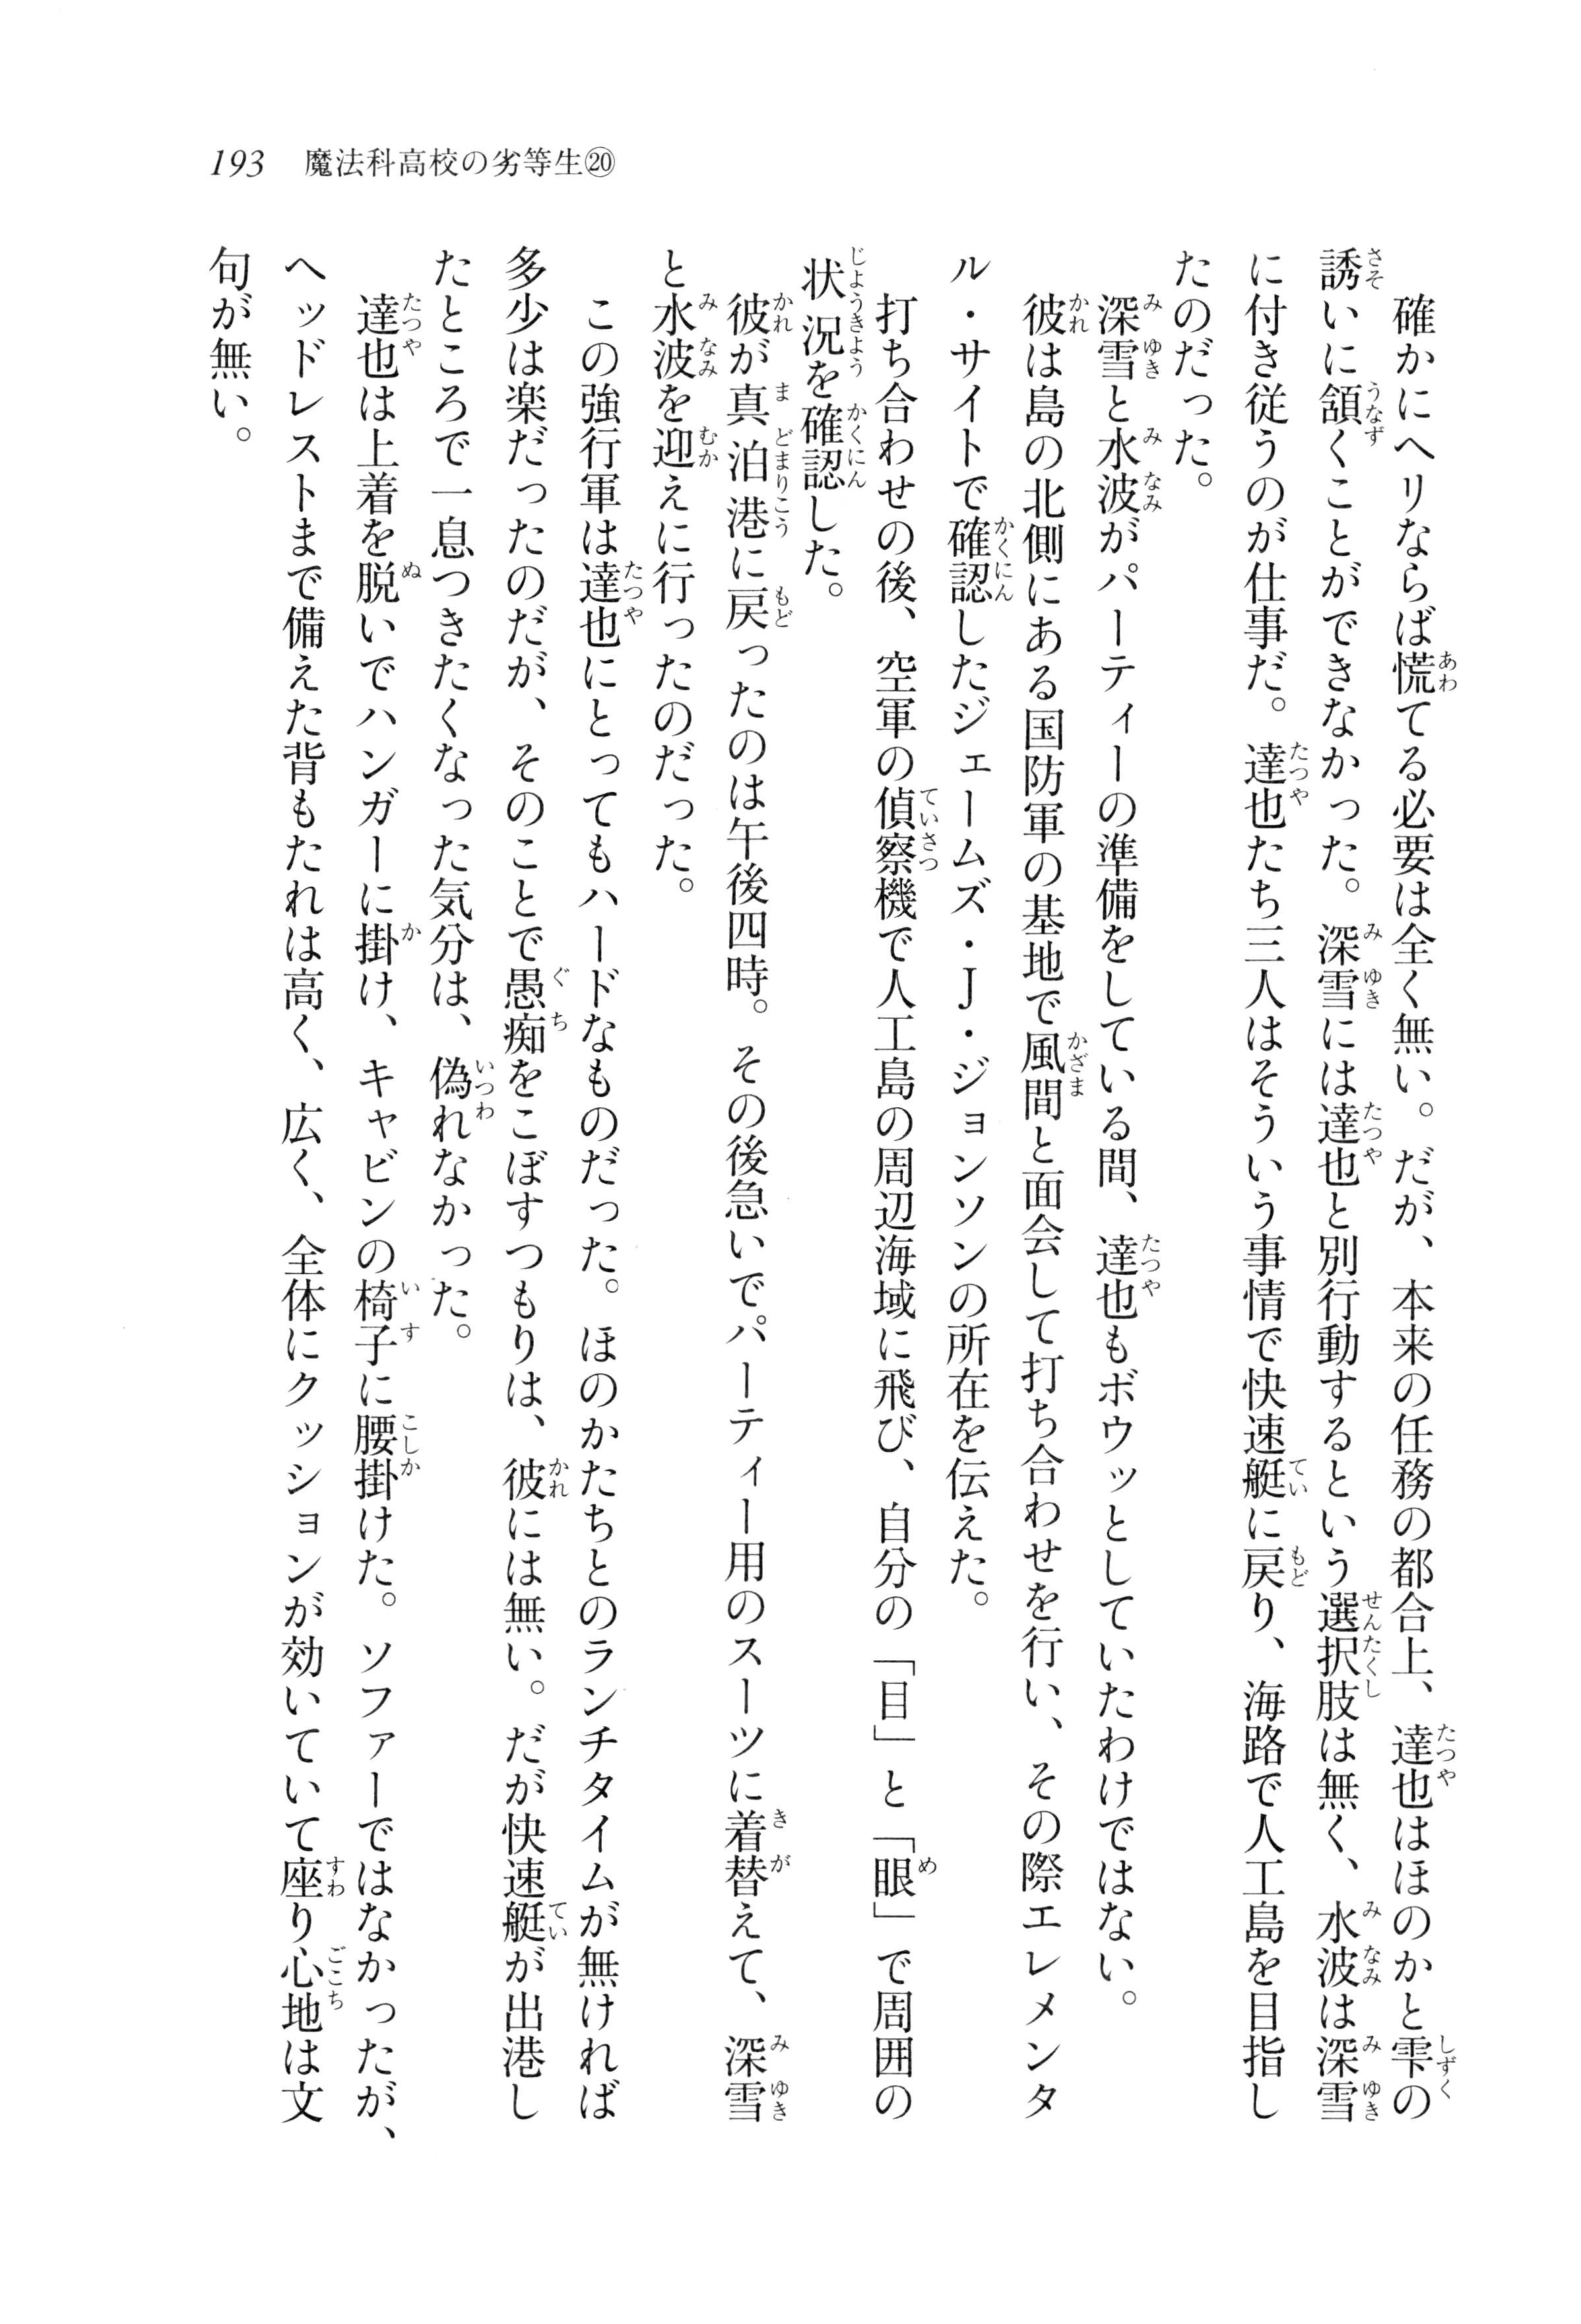 193 魔法科高校の劣等生⑳
確かにヘリならば慌てる必要は全く無い。だが、本来の任務の都合上、達也はほのかと雫の
誘いに頷くことができなかった。深雪には達也と別行動するという選択肢は無く、水波は深雪
に付き従うのが仕事だ。達也たち三人はそういう事情で快速艇に戻り、海路で人工島を目指し
たのだった。
深雪と水波がパーティーの準備をしている間、達也もボウッとしていたわけではない。
彼は島の北側にある国防軍の基地で風間と面会して打ち合わせを行い、その際エレメンタ
ル・サイトで確認したジェームズ・J・ジョンソンの所在を伝えた。
打ち合わせの後、空軍の偵察機で人工島の周辺海域に飛び、自分の「目」と「眼」で周囲の
状況を確認した。
彼が真泊港に戻ったのは午後四時。その後急いでパーティー用のスーツに着替えて、深雪
と水波を迎えに行ったのだった。
この強行軍は達也にとってもハードなものだった。ほのかたちとのランチタイムが無ければ
多少は楽だったのだが、そのことで愚痴をこぼすつもりは、彼には無い。だが快速艇が出港し
たところで一息つきたくなった気分は、偽れなかった。
達也は上着を脱いでハンガーに掛け、キャビンの椅子に腰掛けた。ソファーではなかったが、
ヘッドレストまで備えた背もたれは高く、広く、全体にクッションが効いていて座り心地は文
句が無い。